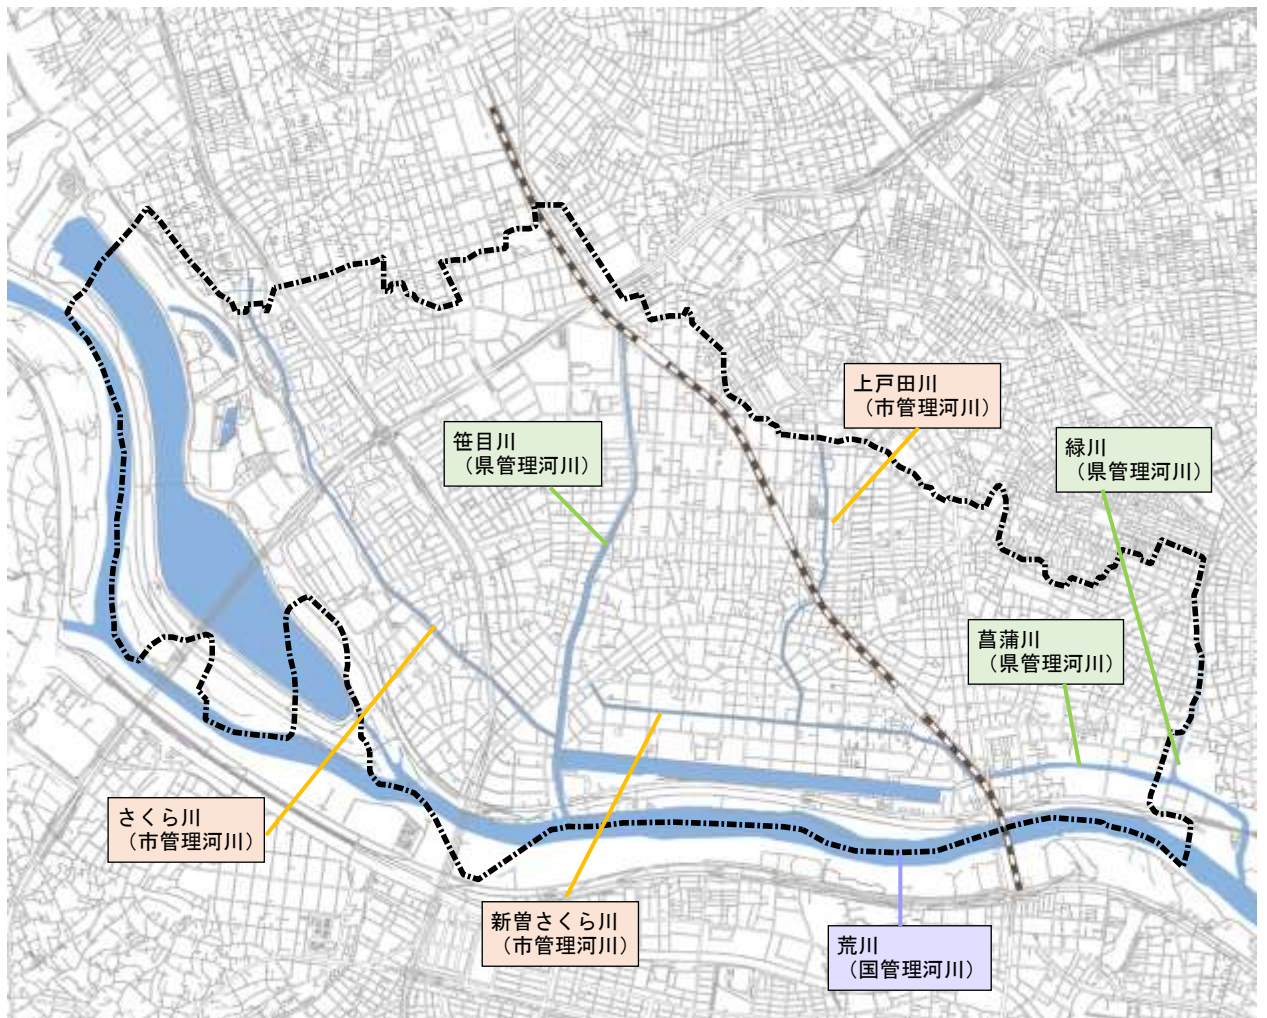 上戸田川
（市管理河川）
笹目川
（県管理河川）
緑川
（県管理河川）
菖蒲川
（県管理河川）
さくら川
（市管理河川）
新曽さくら川
（市管理河川）
荒川
（国管理河川）